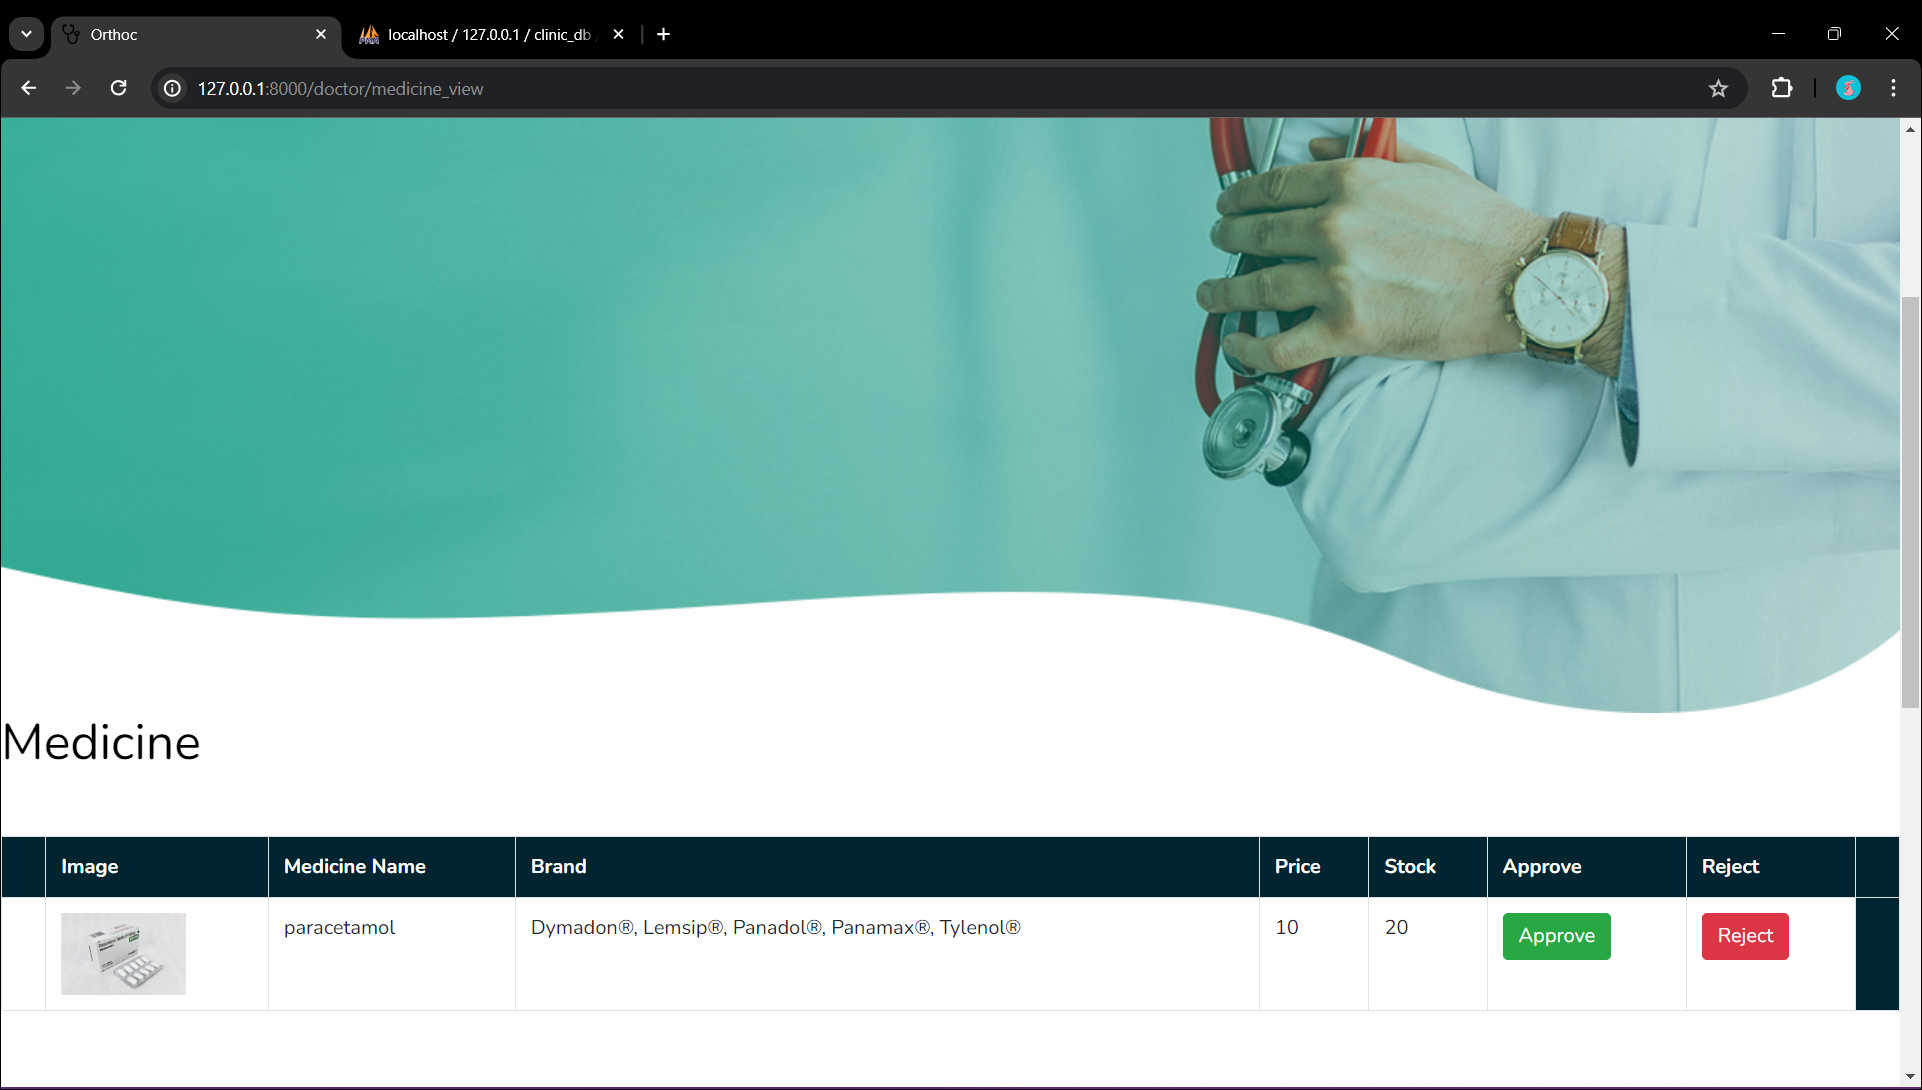 Orthoc
localhost / 127.0.0.1 / clinic_db
127.0.0.1:8000/doctor/medicine_view
Medicine
Image Medicine Name Brand Price Stock Approve Reject
paracetamol Dymadon®, Lemsip®, Panadol®, Panamax®, Tylenol® 10 20 Approve Reject